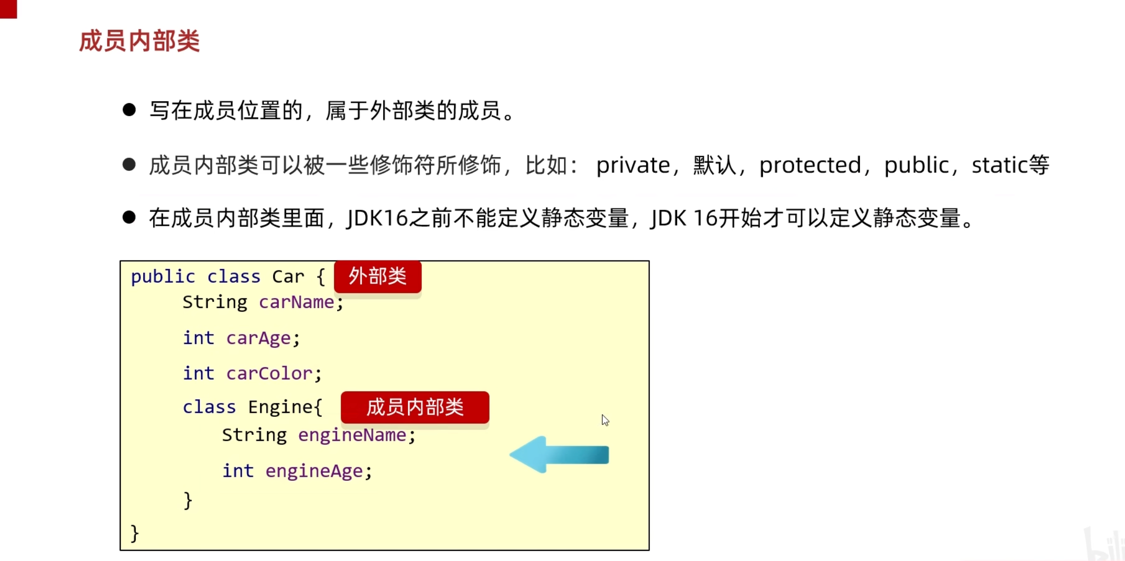 成员内部类
● 写在成员位置的，属于外部类的成员。
● 成员内部类可以被一些修饰符所修饰，比如： private，默认，protected，public，static等
● 在成员内部类里面，JDK16之前不能定义静态变量，JDK 16开始才可以定义静态变量。
public class Car { 外部类
String carName;
int carAge;
int carColor;
class Engine{ 成员内部类
String engineName;
int engineAge;
}
}